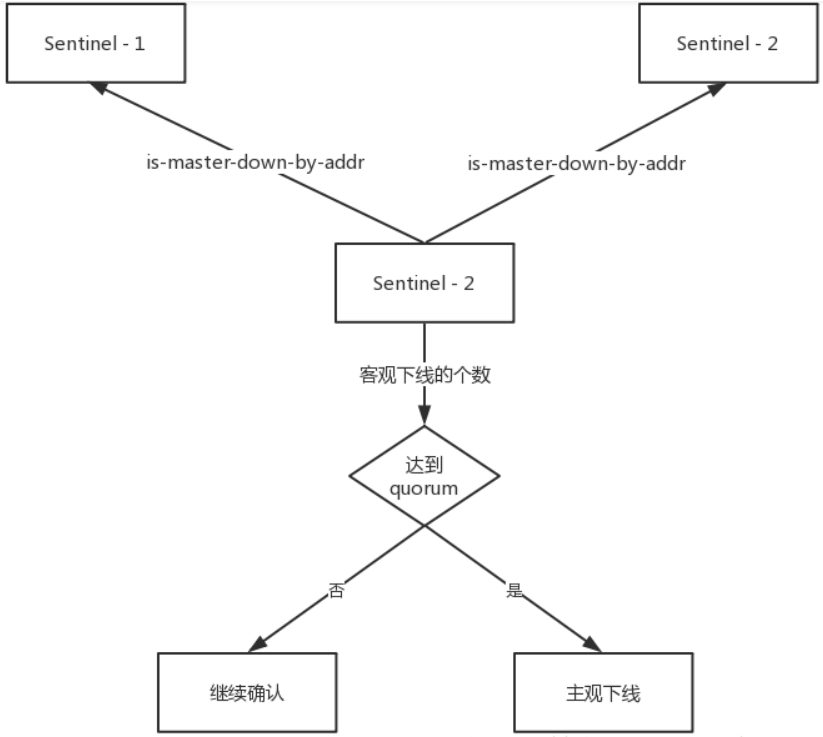 Sentinel - 1
Sentinel - 2
is-master-down-by-addr
is-master-down-by-addr
Sentinel - 2
客观下线的个数
达到
quorum
否
是
继续确认
主观下线